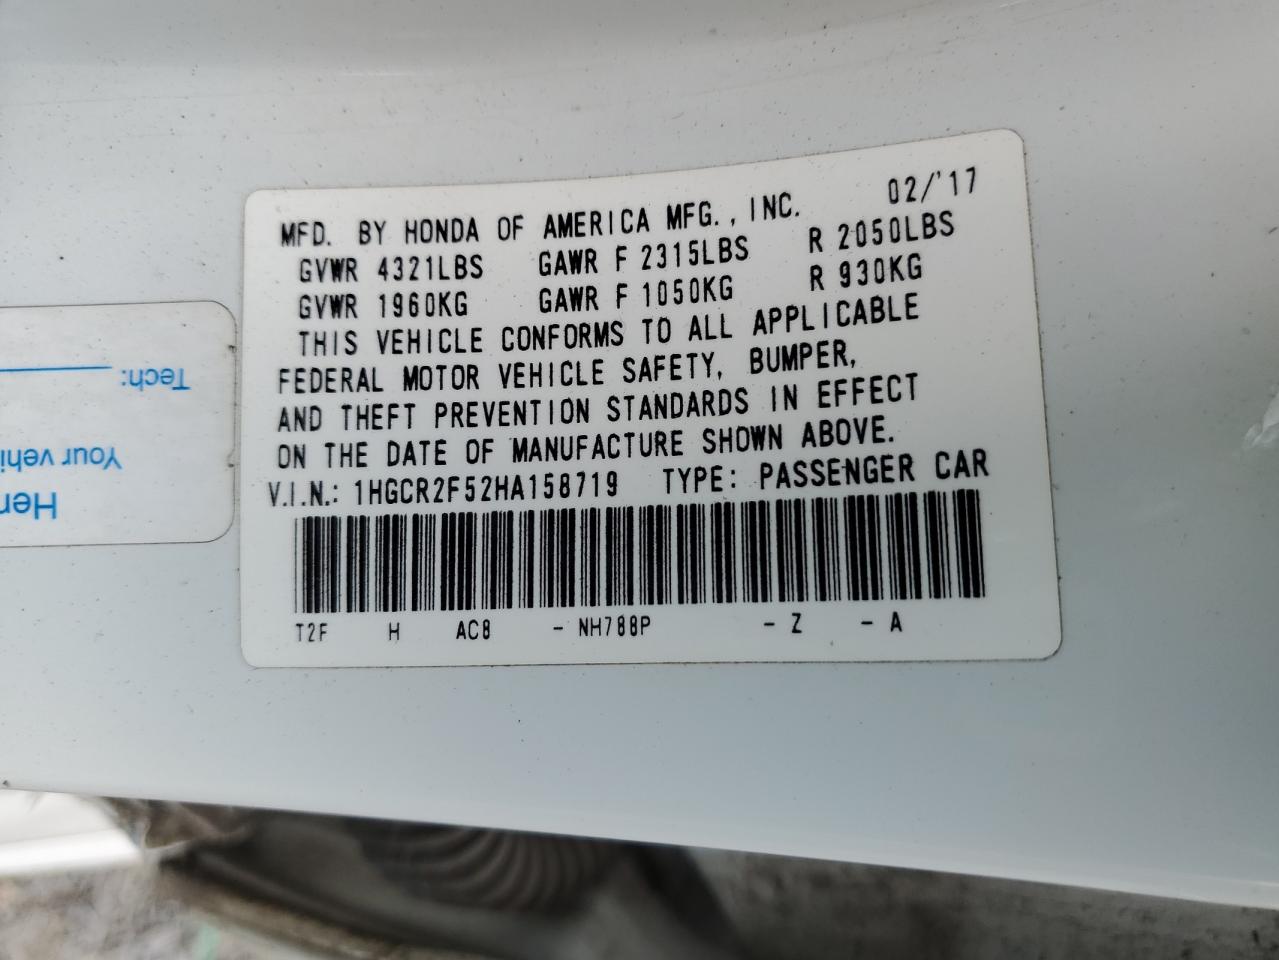 MFD. BY HONDA OF AMERICA MFG., INC. 02/'17
GVWR 4321LBS GAWR F 2315LBS R 2050LBS
GVWR 1960KG GAWR F 1050KG R 930KG
THIS VEHICLE CONFORMS TO ALL APPLICABLE
FEDERAL MOTOR VEHICLE SAFETY, BUMPER,
AND THEFT PREVENTION STANDARDS IN EFFECT
ON THE DATE OF MANUFACTURE SHOWN ABOVE.
V.I.N.: 1HGCR2F52HA158719 TYPE: PASSENGER CAR
T2F H AC8 - NH788P - Z - A
Your
Tech: